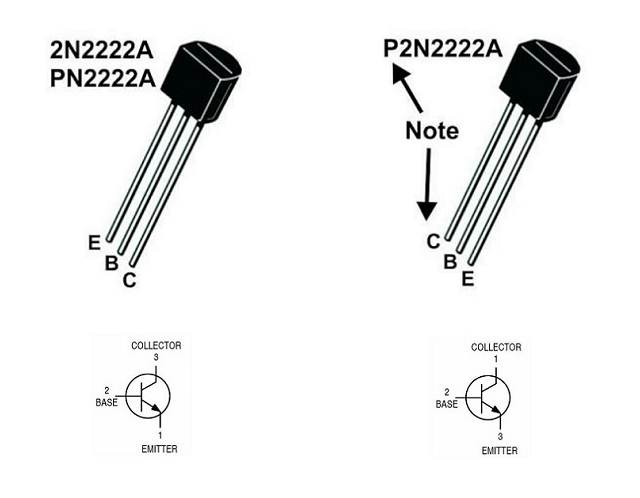 2N2222A
PN2222A
E
B
C
P2N2222A
Note
C
B
E
COLLECTOR
3
2
BASE
1
EMITTER
COLLECTOR
1
2
BASE
3
EMITTER